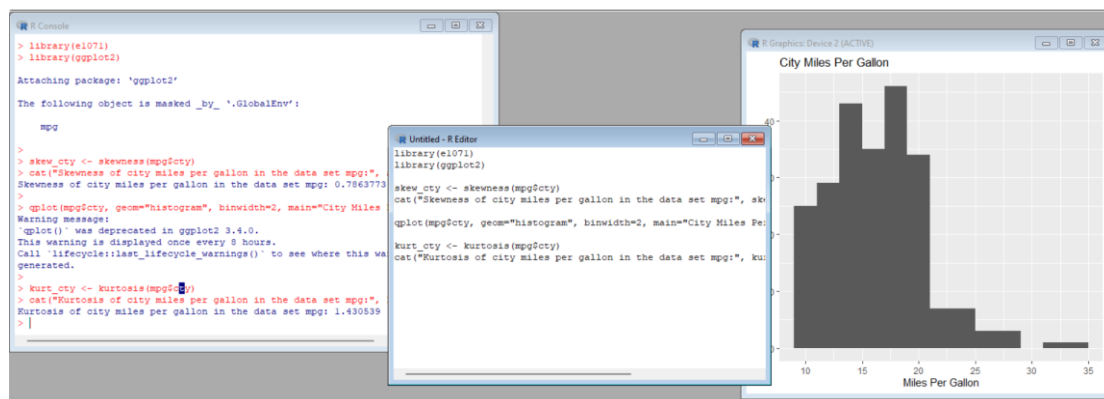 R Console
> library(e1071)
> library(ggplot2)
Attaching package: ‘ggplot2’
The following object is masked _by_ ‘.GlobalEnv’:
mpg
>
> skew_cty <- skewness(mpg$cty)
> cat("Skewness of city miles per gallon in the data set mpg:",
Skewness of city miles per gallon in the data set mpg: 0.7863773
>
> qplot(mpg$cty, geom="histogram", binwidth=2, main="City Miles
Warning message:
`qplot()` was deprecated in ggplot2 3.4.0.
This warning is displayed once every 8 hours.
Call `lifecycle::last_lifecycle_warnings()` to see where this wa
generated.
>
> kurt_cty <- kurtosis(mpg$cty)
> cat("Kurtosis of city miles per gallon in the data set mpg:",
Kurtosis of city miles per gallon in the data set mpg: 1.430539
>
Untitled - R Editor
library(e1071)
library(ggplot2)
skew_cty <- skewness(mpg$cty)
cat("Skewness of city miles per gallon in the data set mpg:", ske
qplot(mpg$cty, geom="histogram", binwidth=2, main="City Miles Pe
kurt_cty <- kurtosis(mpg$cty)
cat("Kurtosis of city miles per gallon in the data set mpg:", ku
R Graphics: Device 2 (ACTIVE)
City Miles Per Gallon
40
10 15 20 25 30 35
Miles Per Gallon